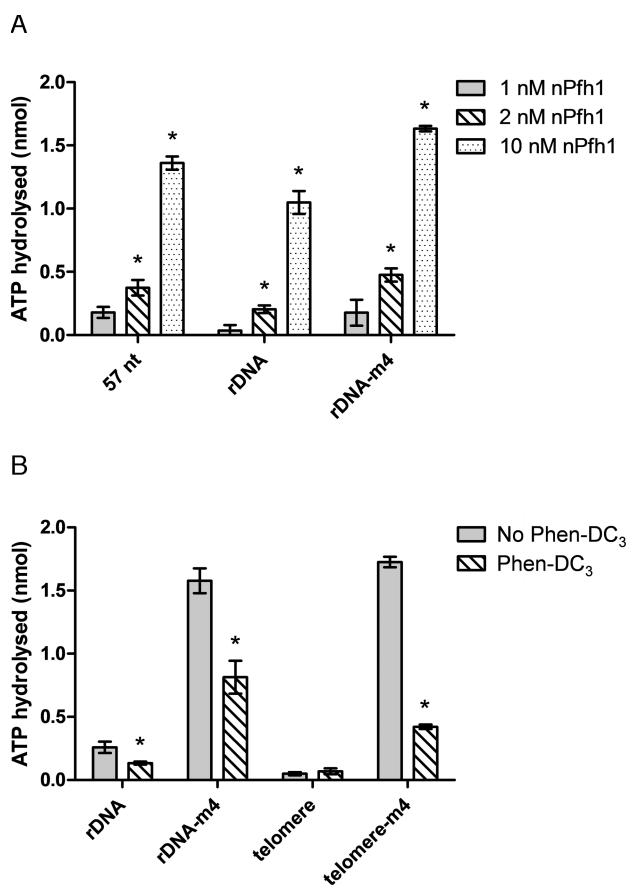 A
ATP hydrolysed (nmol)
2.0
1.5
1.0
0.5
0.0
*
*
*
*
*
*
57 nt
rDNA
rDNA-m4
1 nM nPfh1
2 nM nPfh1
10 nM nPfh1
B
ATP hydrolysed (nmol)
2.0
1.5
1.0
0.5
0.0
*
*
*
rDNA
rDNA-m4
telomere
telomere-m4
No Phen-DC₃
Phen-DC₃